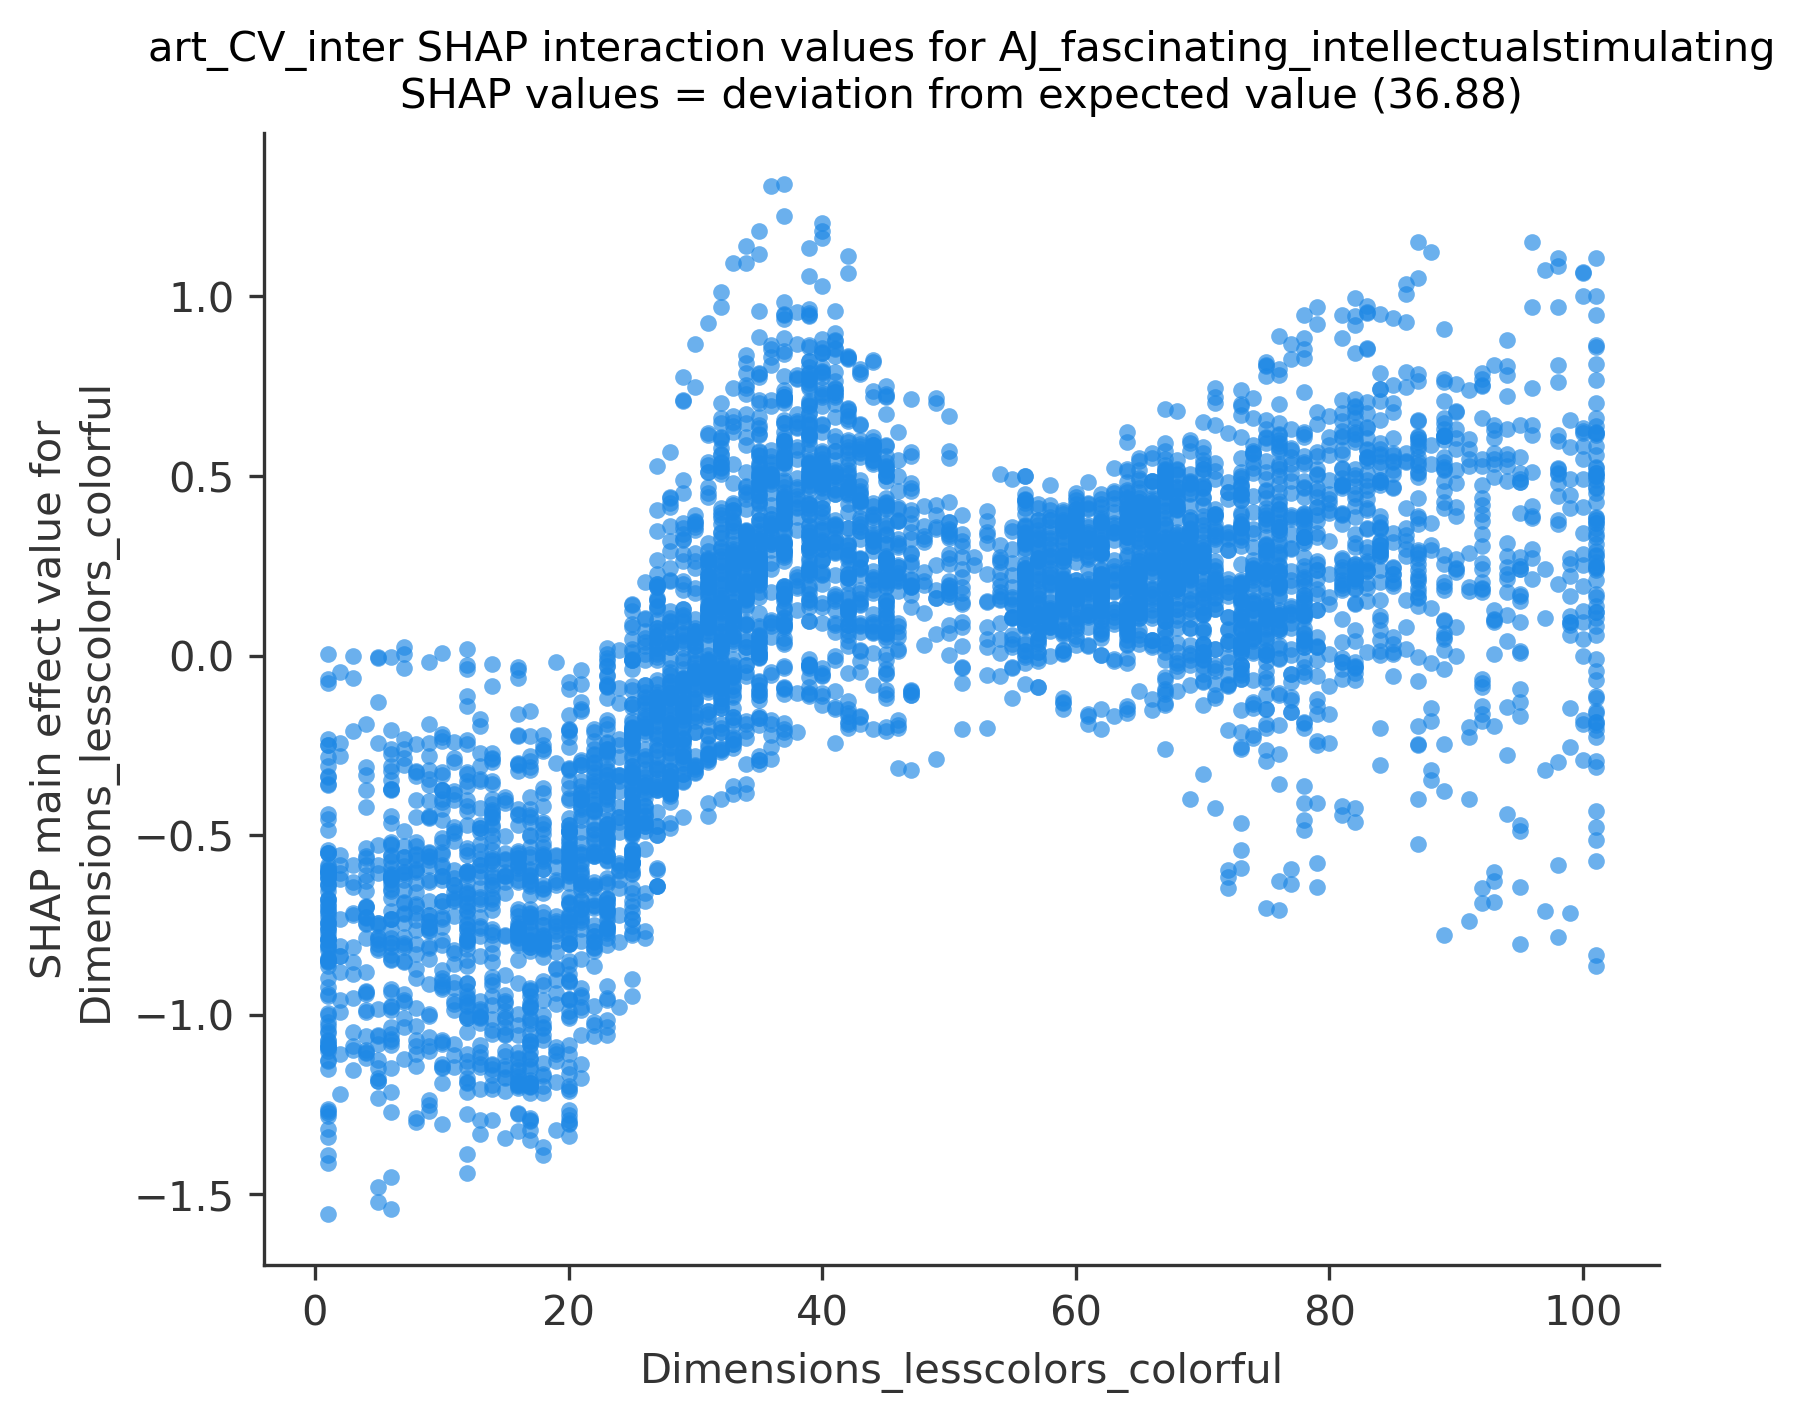 art_CV_inter SHAP interaction values for AJ_fascinating_intellectualstimulating
SHAP values = deviation from expected value (36.88)
SHAP main effect value for
Dimensions_lesscolors_colorful
1.0
0.5
0.0
−0.5
−1.0
−1.5
0 20 40 60 80 100
Dimensions_lesscolors_colorful